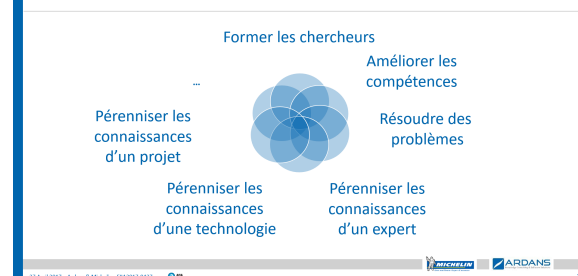 Former les chercheurs
Améliorer les
compétences
...
Résoudre des
problèmes
Pérenniser les
connaissances
d'un projet
Pérenniser les
connaissances
d'une technologie
Pérenniser les
connaissances
d'un expert
MICHELIN
ARDANS